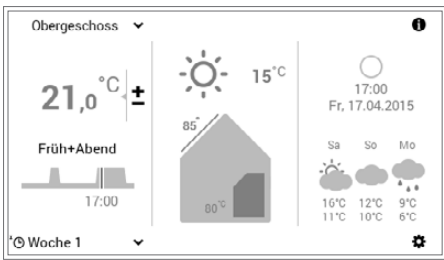 Obergeschoss
21,0 °C ±
Früh+Abend
17:00
Woche 1
15°C
85°
80°C
17:00
Fr, 17.04.2015
Sa So Mo
16°C 12°C 9°C
11°C 10°C 6°C